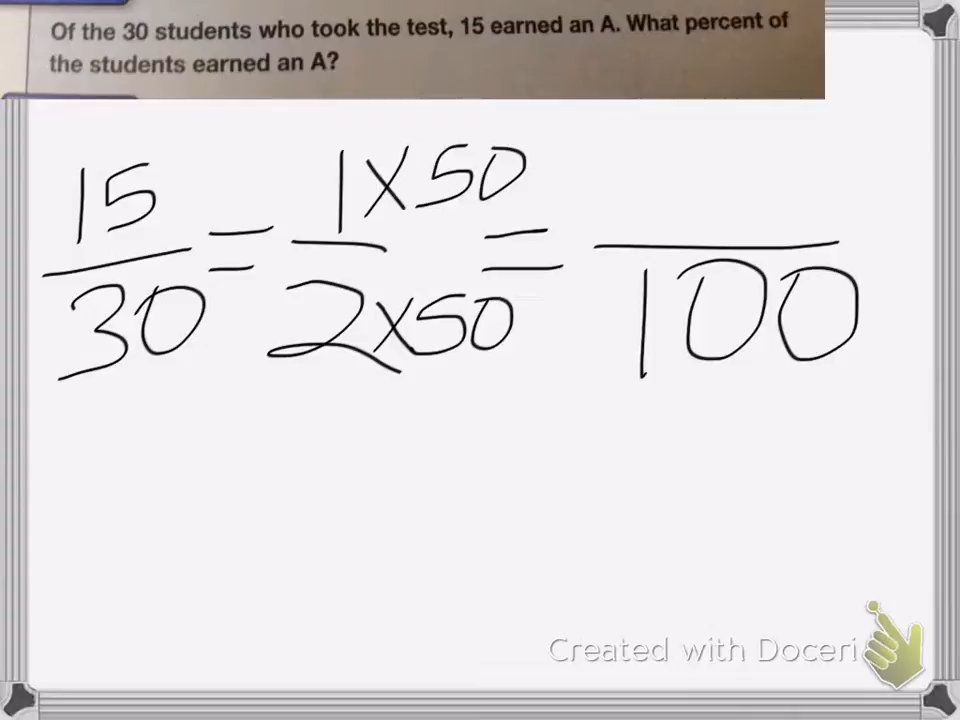 Of the 30 students who took the test, 15 earned an A. What percent of
the students earned an A?
15 = 1x50 =
30 2x50 100
Created with Doceri